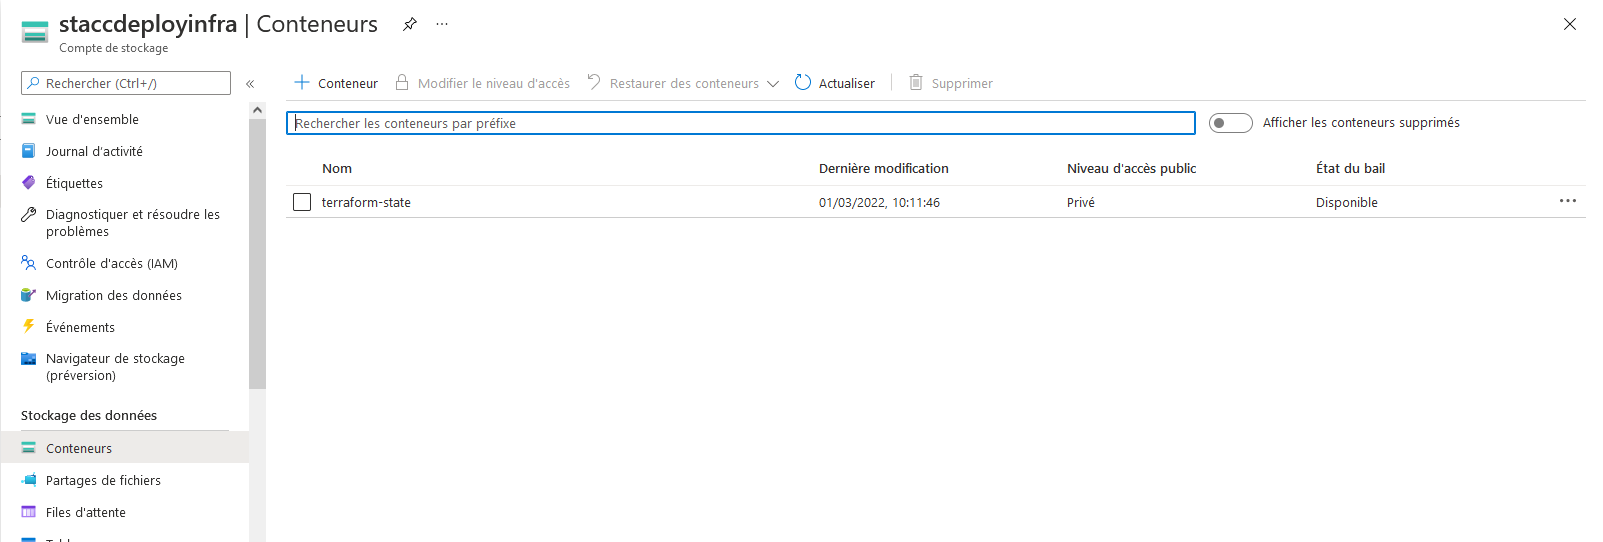 staccdeployinfra | Conteneurs
Compte de stockage
Rechercher (Ctrl+/)
Vue d'ensemble
Journal d'activité
Étiquettes
Diagnostiquer et résoudre les
problèmes
Contrôle d'accès (IAM)
Migration des données
Événements
Navigateur de stockage
(préversion)
Stockage des données
Conteneurs
Partages de fichiers
Files d'attente
Conteneur Modifier le niveau d'accès Restaurer des conteneurs Actualiser Supprimer
Rechercher les conteneurs par préfixe
Afficher les conteneurs supprimés
Nom Dernière modification Niveau d'accès public État du bail
terraform-state 01/03/2022, 10:11:46 Privé Disponible